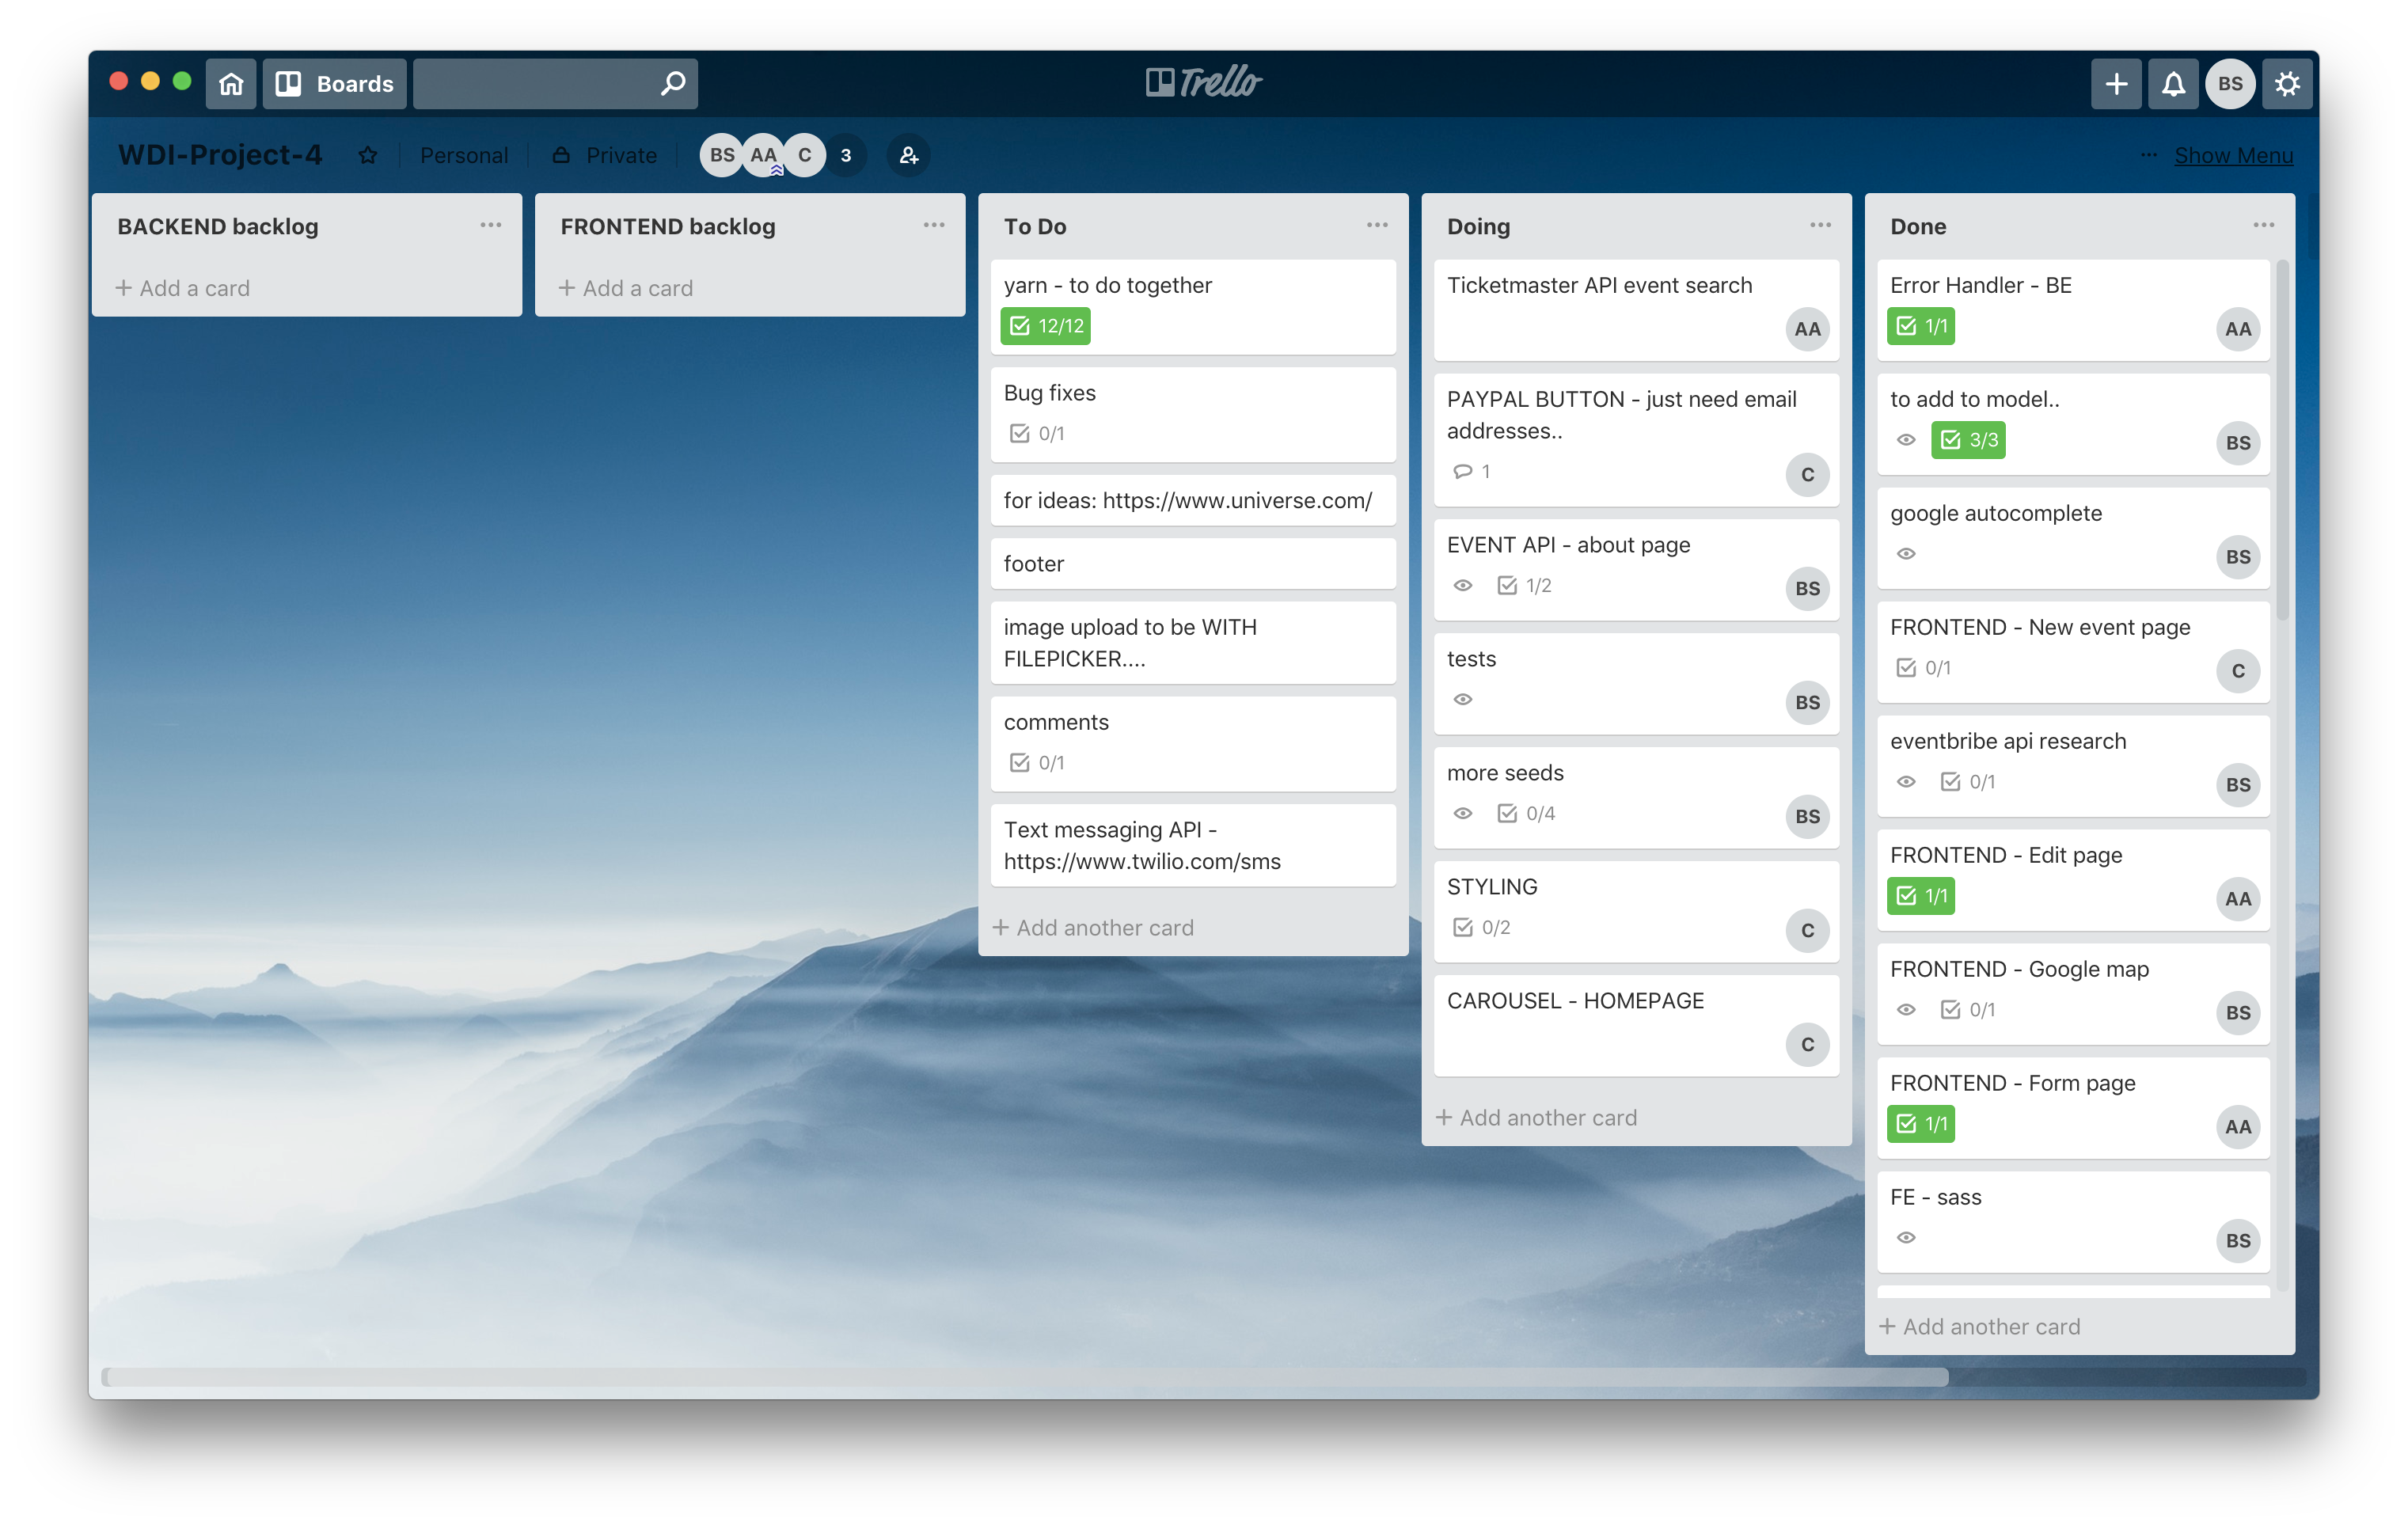 Boards
Trello
BS
WDI-Project-4
Personal
Private
BS
AA
C
3
··· Show Menu
BACKEND backlog
+ Add a card
FRONTEND backlog
+ Add a card
To Do
yarn - to do together
12/12
Bug fixes
0/1
for ideas: https://www.universe.com/
footer
image upload to be WITH
FILEPICKER....
comments
0/1
Text messaging API -
https://www.twilio.com/sms
+ Add another card
Doing
Ticketmaster API event search
AA
PAYPAL BUTTON - just need email
addresses..
1
C
EVENT API - about page
1/2
BS
tests
BS
more seeds
0/4
BS
STYLING
0/2
C
CAROUSEL - HOMEPAGE
C
+ Add another card
Done
Error Handler - BE
1/1
AA
to add to model..
3/3
BS
google autocomplete
BS
FRONTEND - New event page
0/1
C
eventbribe api research
0/1
BS
FRONTEND - Edit page
1/1
AA
FRONTEND - Google map
0/1
BS
FRONTEND - Form page
1/1
AA
FE - sass
BS
+ Add another card